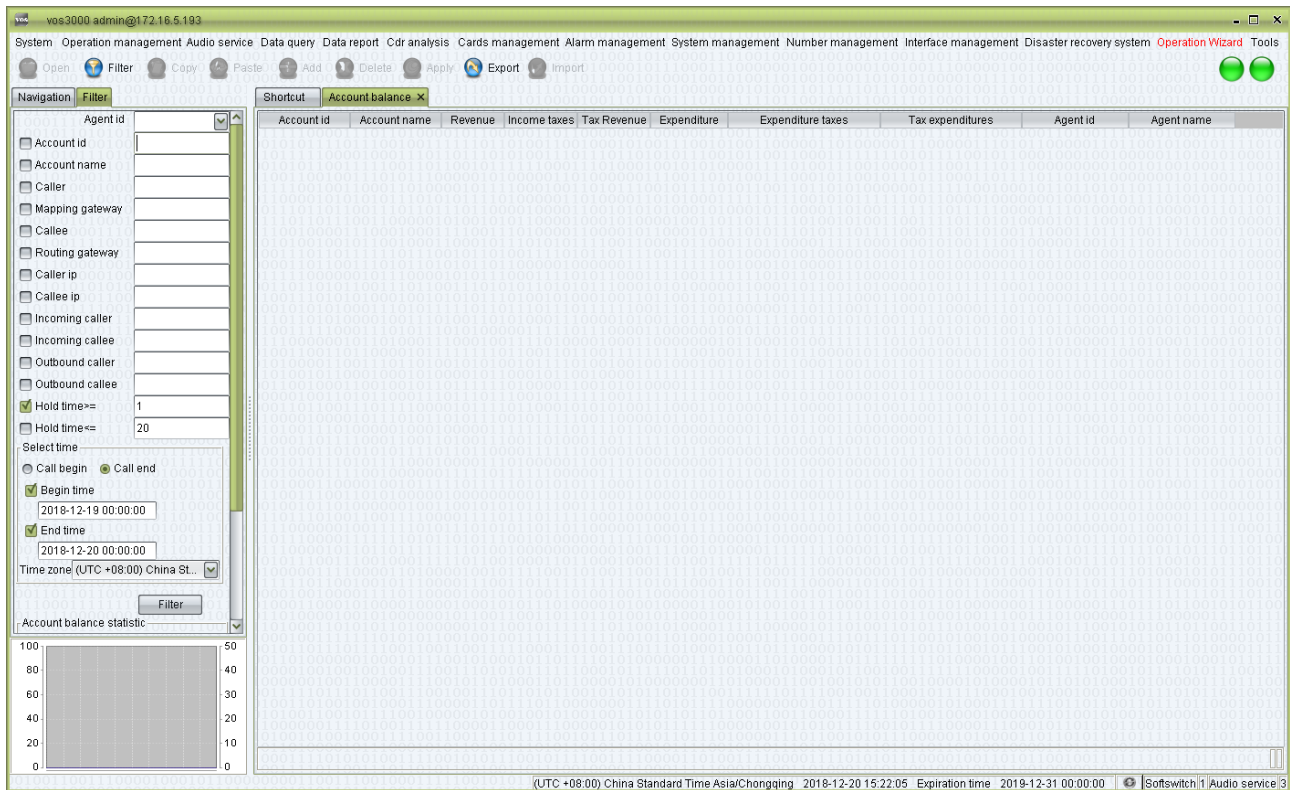 vos vos3000 admin@172.16.5.193
System Operation management Audio service Data query Data report Cdr analysis Cards management Alarm management System management Number management Interface management Disaster recovery system Operation Wizard Tools
Open Filter Copy Paste Add Delete Apply Export Import
Navigation Filter Shortcut Account balance
Agent id
Account id Account name Revenue Income taxes Tax Revenue Expenditure Expenditure taxes Tax expenditures Agent id Agent name
Account id
Account name
Caller
Mapping gateway
Callee
Routing gateway
Caller ip
Callee ip
Incoming caller
Incoming callee
Outbound caller
Outbound callee
Hold time>= 1
Hold time<= 20
Select time
Call begin Call end
Begin time
2018-12-19 00:00:00
End time
2018-12-20 00:00:00
Time zone (UTC +08:00) China St...
Filter
Account balance statistic
100 50
80 40
60 30
40 20
20 10
0 0
(UTC +08:00) China Standard Time Asia/Chongqing 2018-12-20 15:22:05 Expiration time 2019-12-31 00:00:00 Softswitch 1 Audio service 3